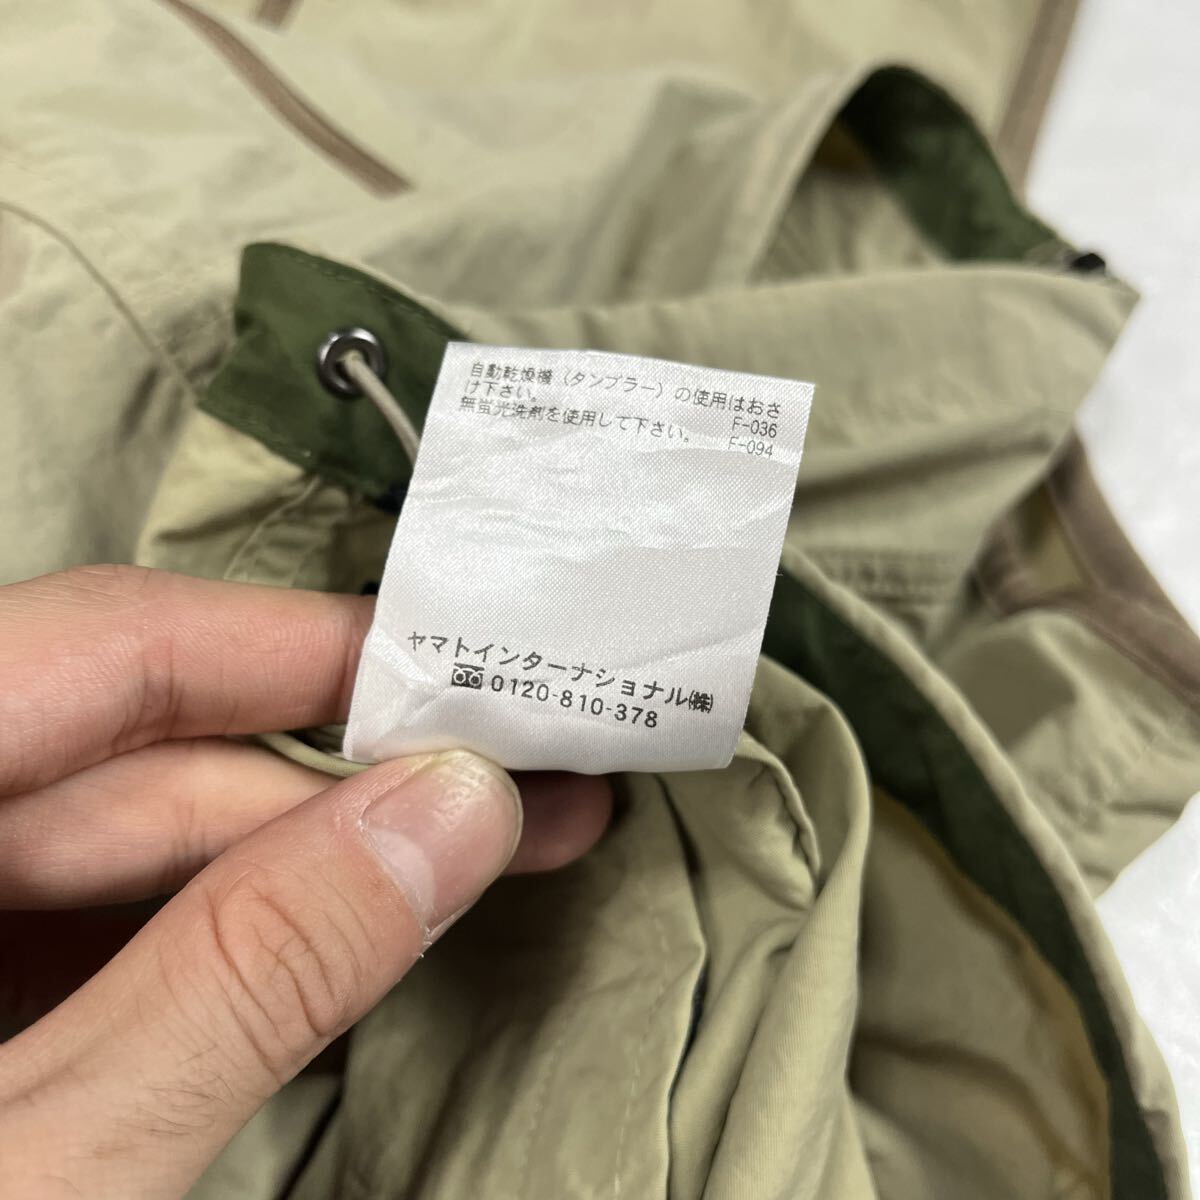 自動乾燥機（タンブラー）の使用はおさ
け下さい。 F-036
無蛍光洗剤を使用して下さい。 F-094
ヤマトインターナショナル㈱
0120-810-378